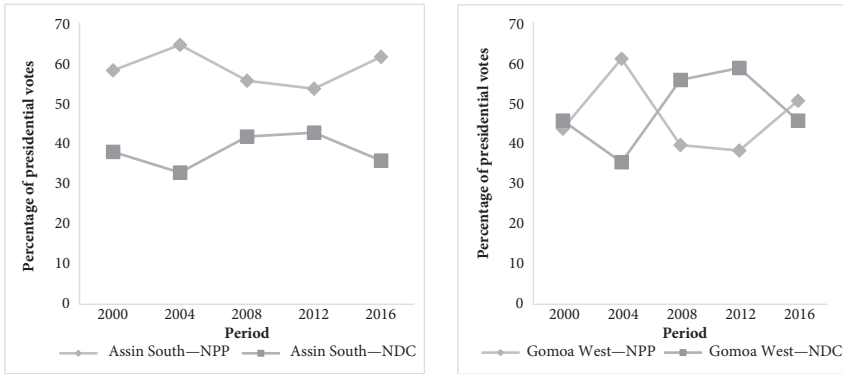 70
60
50
40
30
20
10
0
Percentage of presidential votes
2000 2004 2008 2012 2016
Period
Assin South—NPP Assin South—NDC
70
60
50
40
30
20
10
0
Percentage of presidential votes
2000 2004 2008 2012 2016
Period
Gomoa West—NPP Gomoa West—NDC